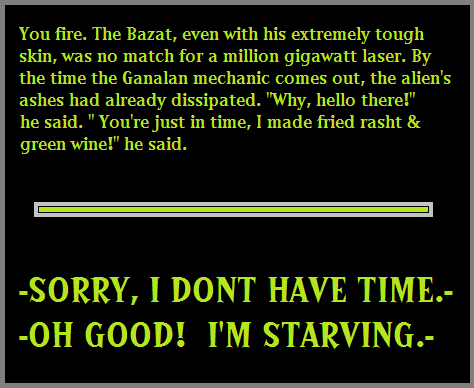 You fire. The Bazat, even with his extremely tough
skin, was no match for a million gigawatt laser. By
the time the Ganalan mechanic comes out, the alien's
ashes had already dissipated. "Why, hello there!"
he said. " You're just in time, I made fried rasht &
green wine!" he said.
-SORRY, I DONT HAVE TIME.-
-OH GOOD! I'M STARVING.-